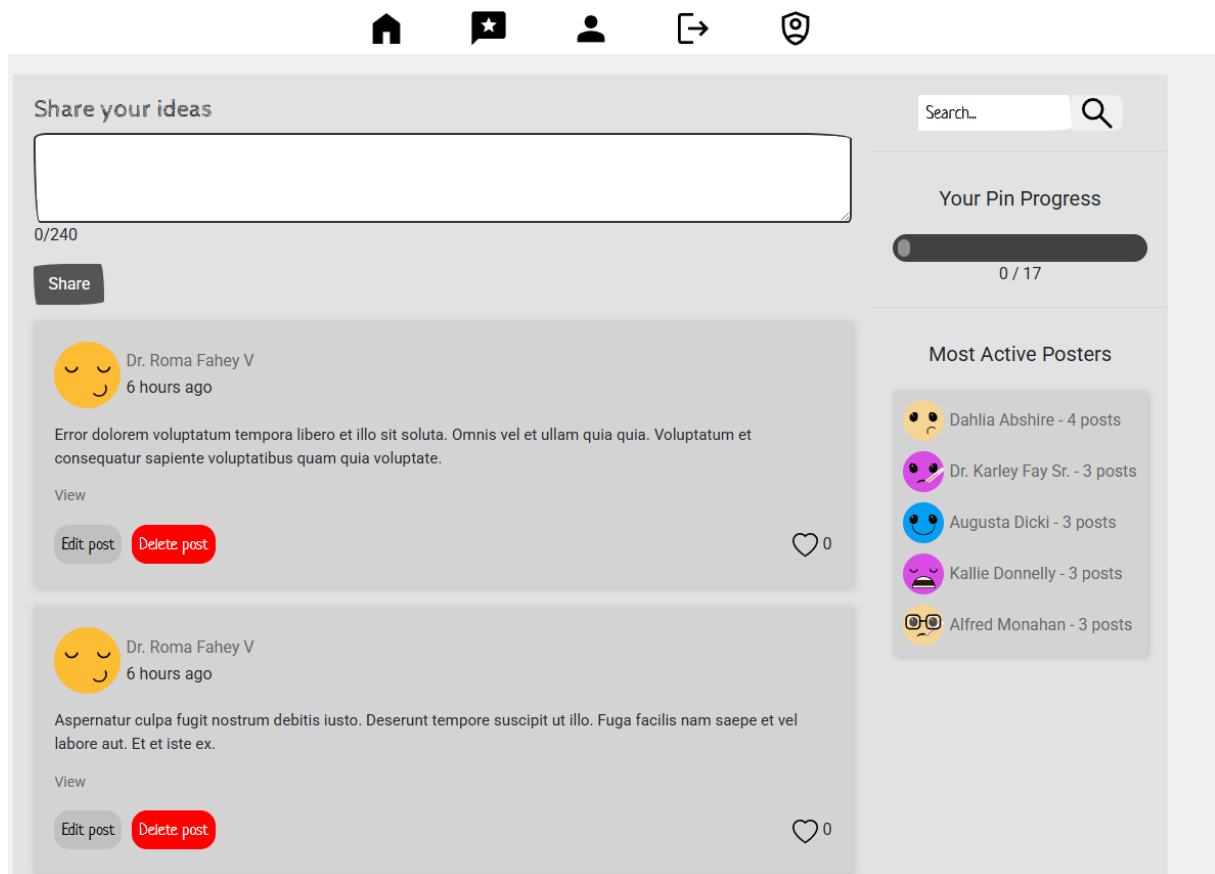 Share your ideas
0/240
Share
Dr. Roma Fahey V
6 hours ago
Error dolorem voluptatum tempora libero et illo sit soluta. Omnis vel et ullam quia quia. Voluptatum et
consequatur sapiente voluptatibus quam quia voluptate.
View
Edit post
Delete post
0
Dr. Roma Fahey V
6 hours ago
Aspernatur culpa fugit nostrum debitis iusto. Deserunt tempore suscipit ut illo. Fuga facilis nam saepe et vel
labore aut. Et et iste ex.
View
Edit post
Delete post
0
Search...
Your Pin Progress
0 / 17
Most Active Posters
Dahlia Abshire - 4 posts
Dr. Karley Fay Sr. - 3 posts
Augusta Dicki - 3 posts
Kallie Donnelly - 3 posts
Alfred Monahan - 3 posts